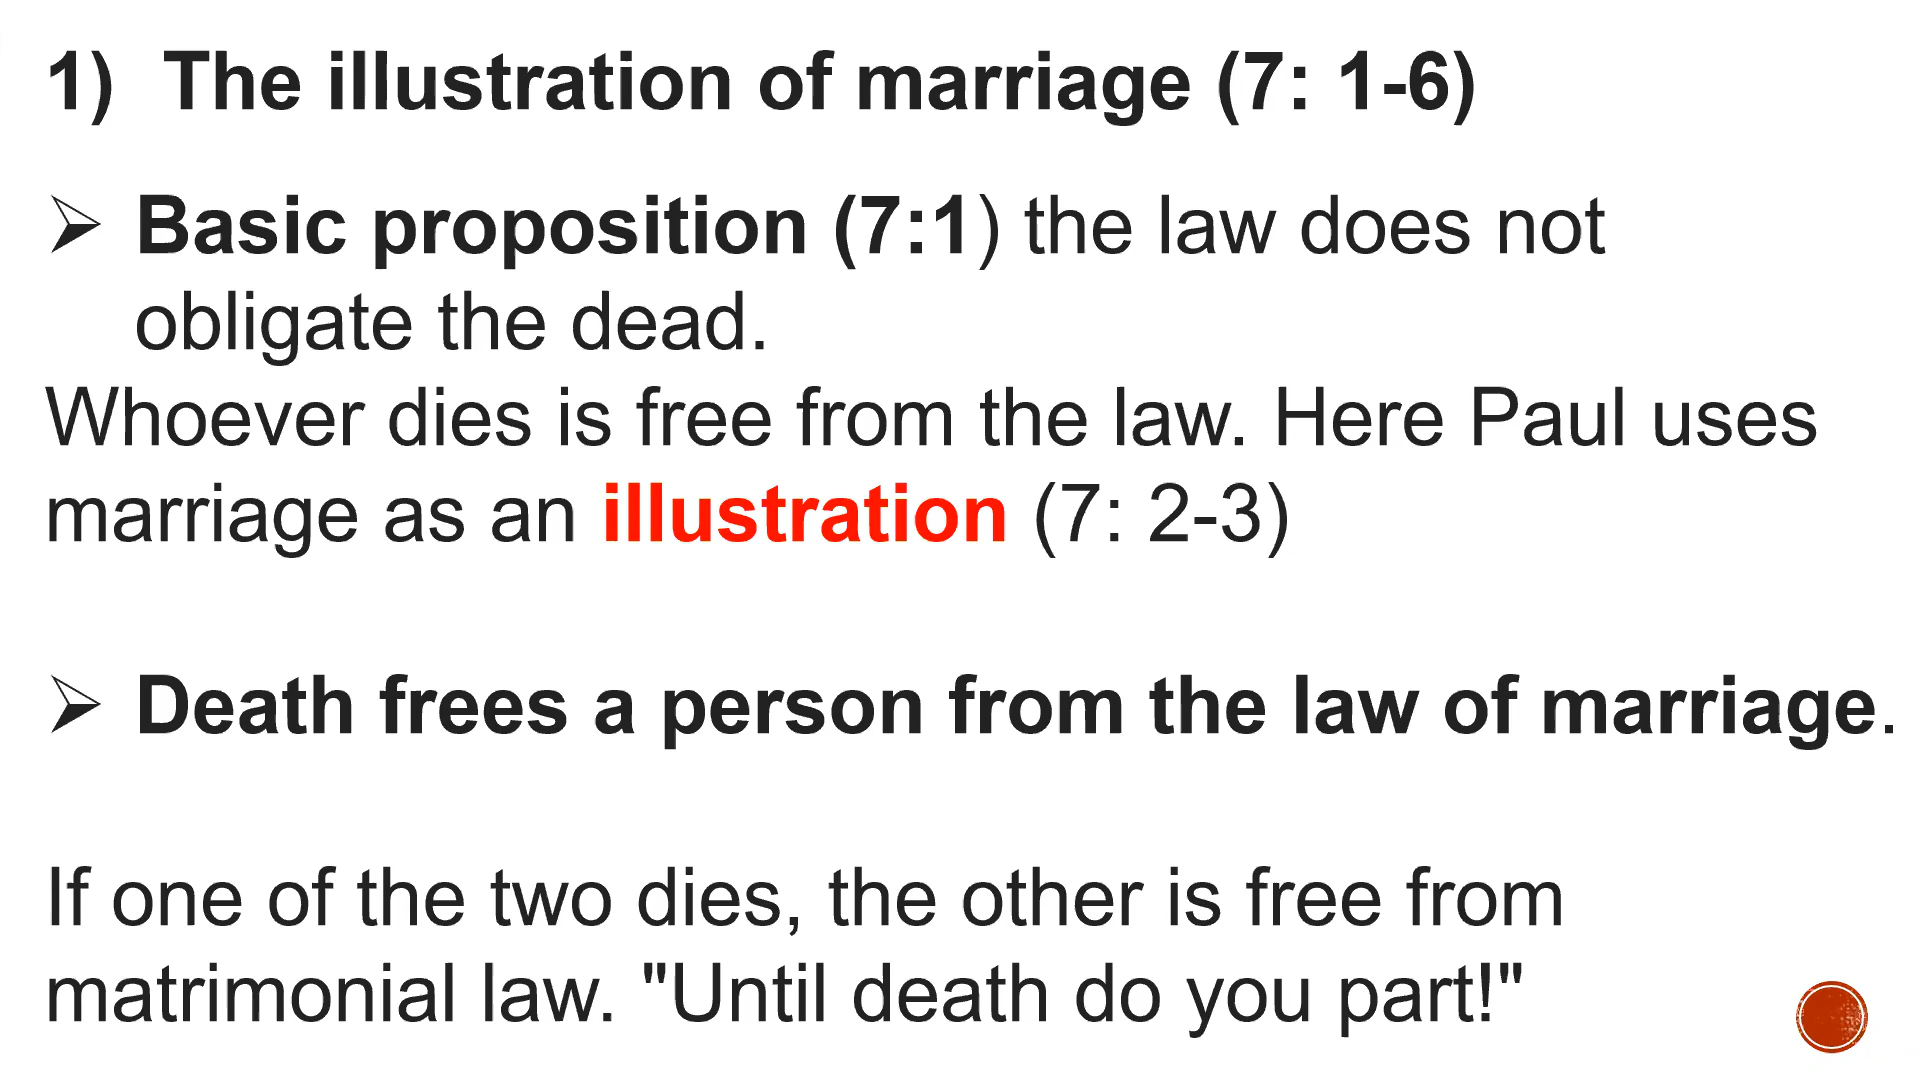 1) The illustration of marriage (7: 1-6)
➢ Basic proposition (7:1) the law does not
obligate the dead.
Whoever dies is free from the law. Here Paul uses
marriage as an illustration (7: 2-3)
➢ Death frees a person from the law of marriage.
If one of the two dies, the other is free from
matrimonial law. "Until death do you part!"